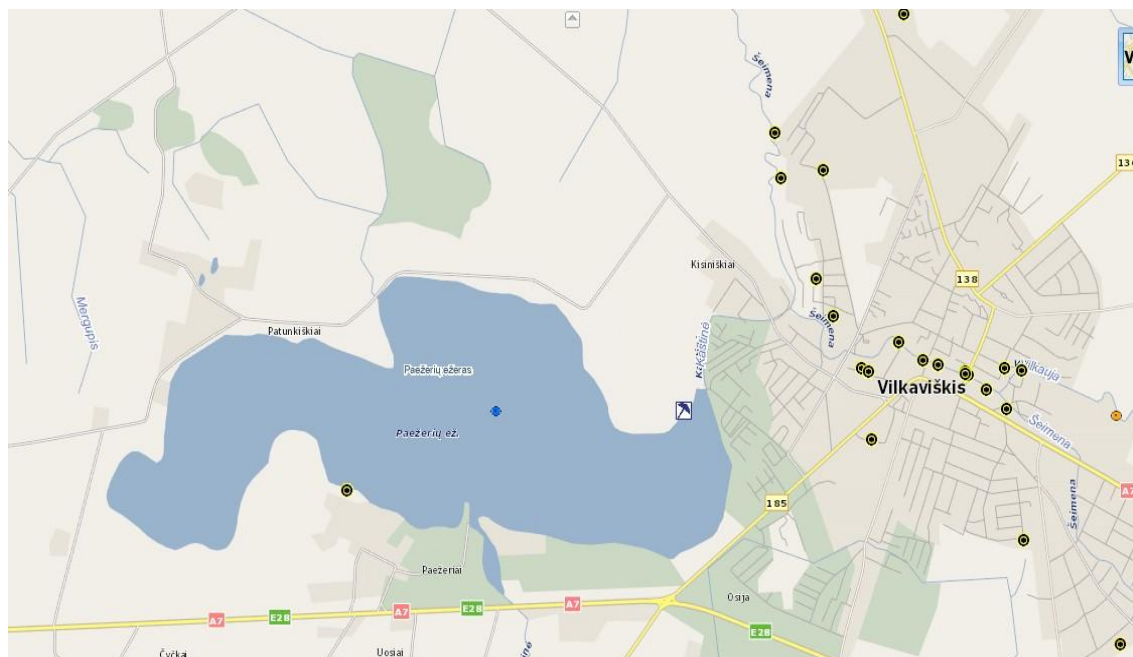 Šeimena
136
Kisiniškiai
138
Mergupis
Patunkiškiai
Šeimena
Kaštinė
Paežerių ežeras
Vilkauja
Vilkaviškis
Paežerių ež.
Šeimena
A7
185
Šeimena
Paežeriai
Osija
A7
E28
A7
E28
A7
E28
Čyčkai
Uosiai